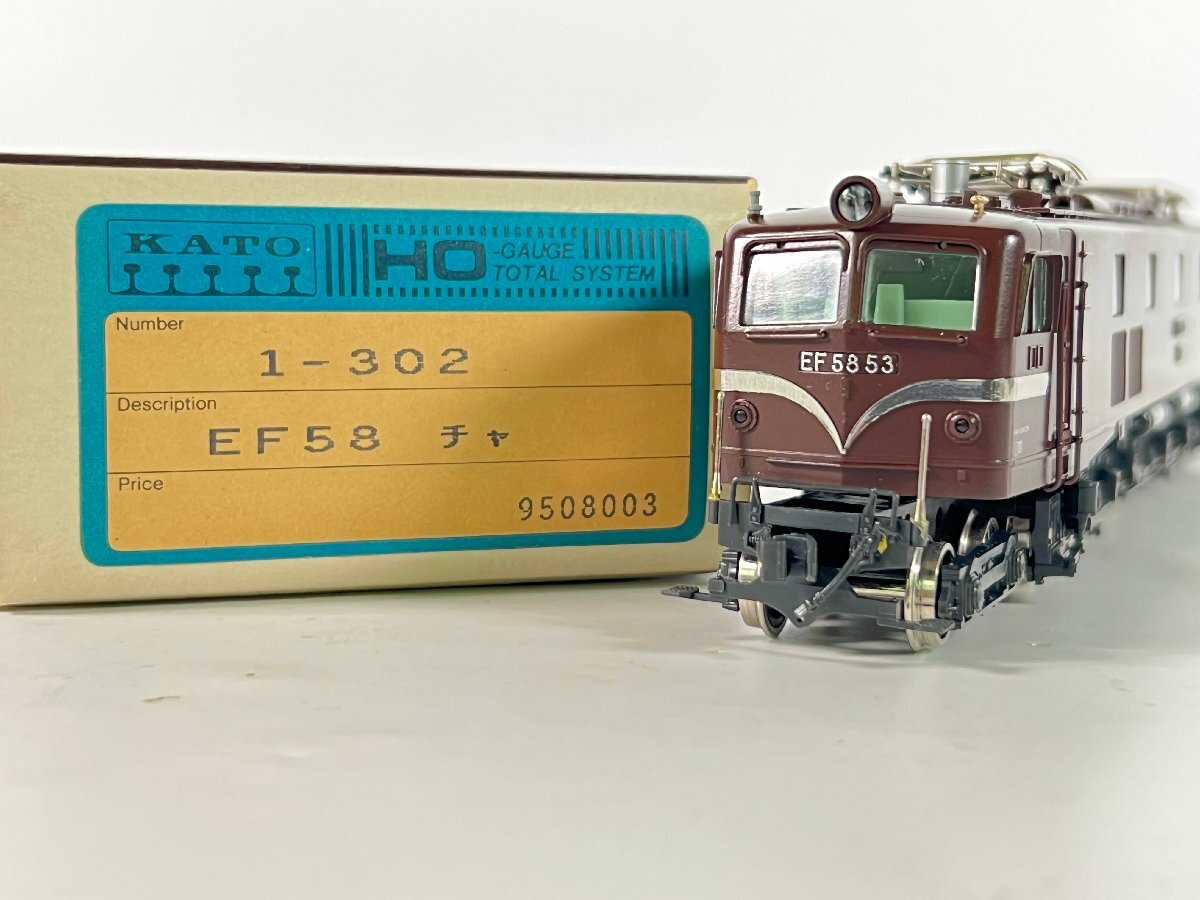 KATO
HO-GAUGE
TOTAL SYSTEM
Number
1-302
Description
EF58 チャ
Price
9508003
EF58 53